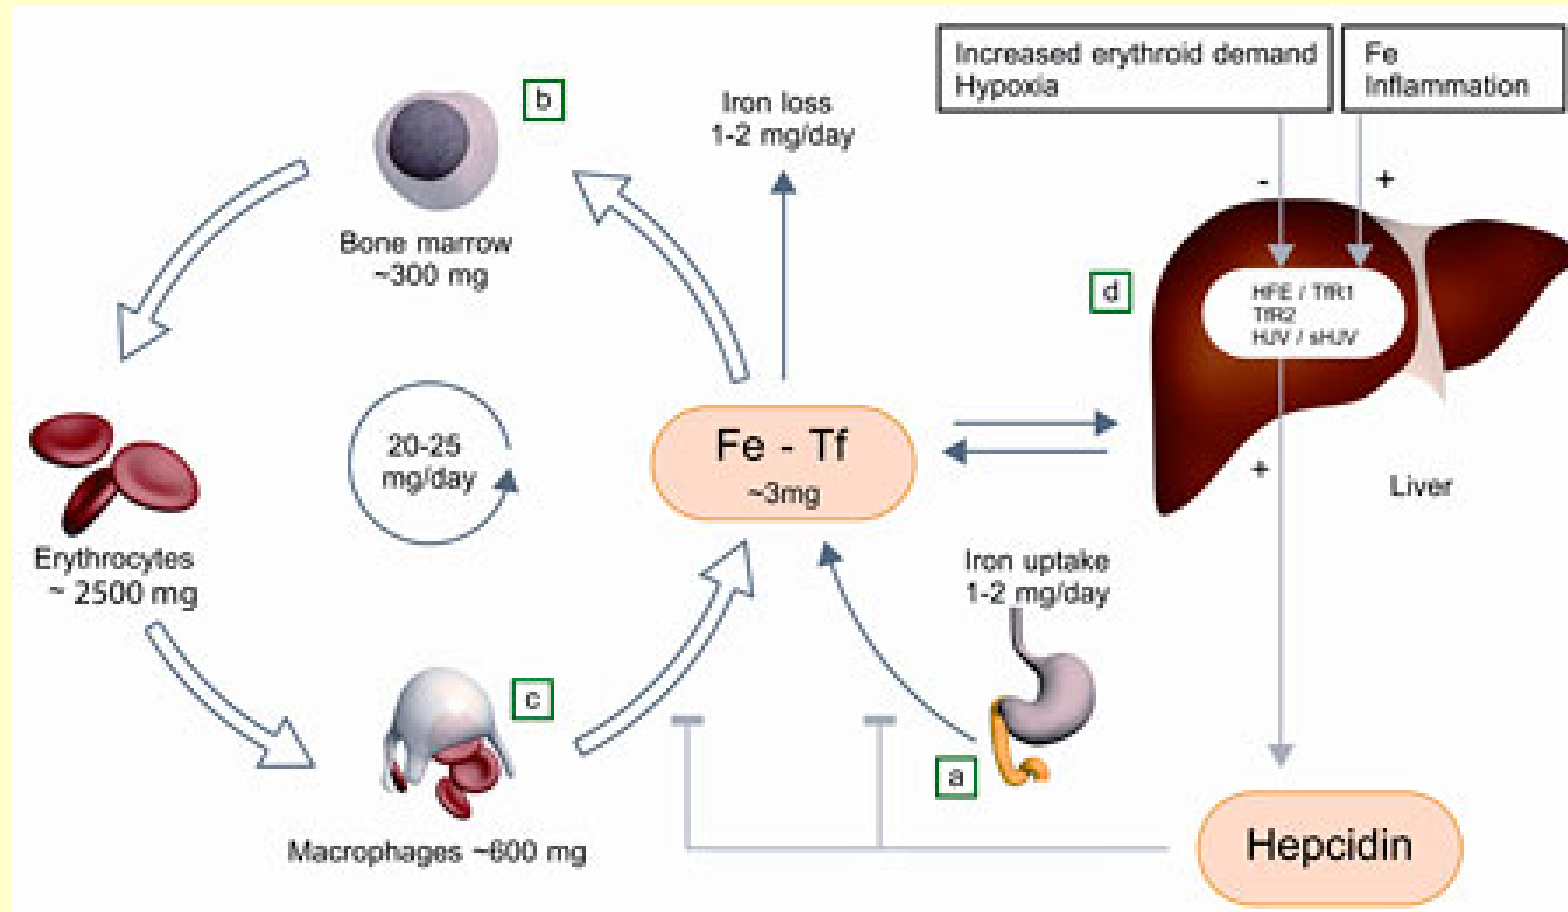 Increased erythroid demand
Hypoxia
Fe
Inflammation
b
Iron loss
1-2 mg/day
-
+
Bone marrow
~300 mg
d
HFE / TfR1
TfR2
HJV / sHJV
20-25
mg/day
Fe - Tf
~3mg
+
Liver
Erythrocytes
~ 2500 mg
Iron uptake
1-2 mg/day
c
a
Macrophages ~600 mg
Hepcidin